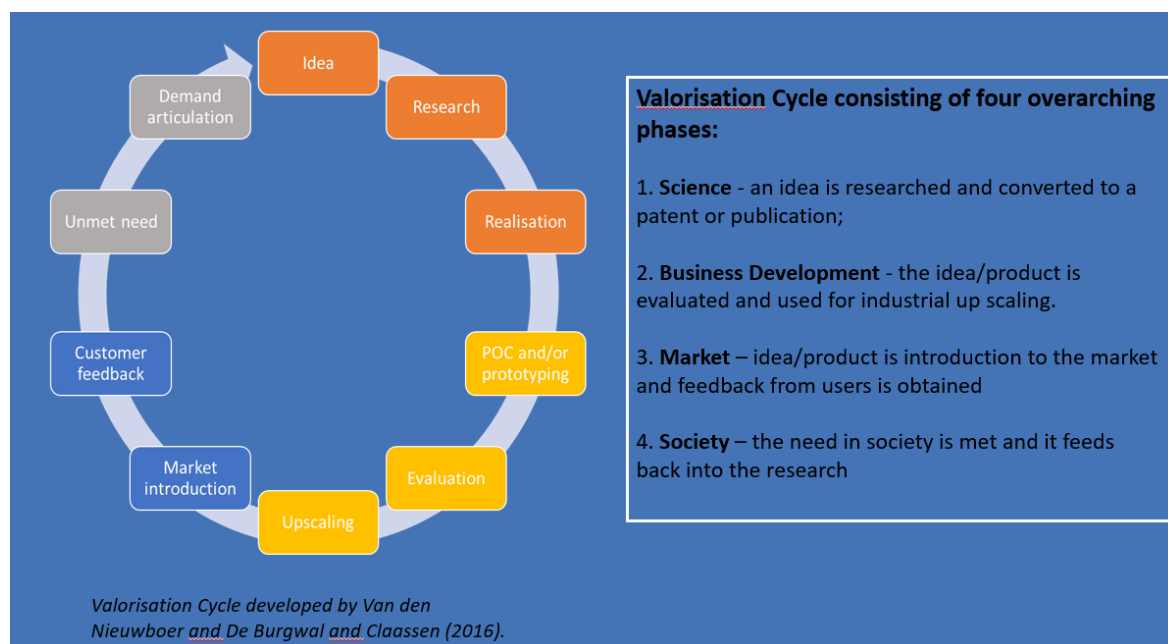 Idea
Research
Realisation
POC and/or
prototyping
Evaluation
Upscaling
Market
introduction
Customer
feedback
Unmet need
Demand
articulation
Valorisation Cycle developed by Van den
Nieuwboer and De Burgwal and Claassen (2016).
Valorisation Cycle consisting of four overarching
phases:
1. Science - an idea is researched and converted to a
patent or publication;
2. Business Development - the idea/product is
evaluated and used for industrial up scaling.
3. Market – idea/product is introduction to the market
and feedback from users is obtained
4. Society – the need in society is met and it feeds
back into the research